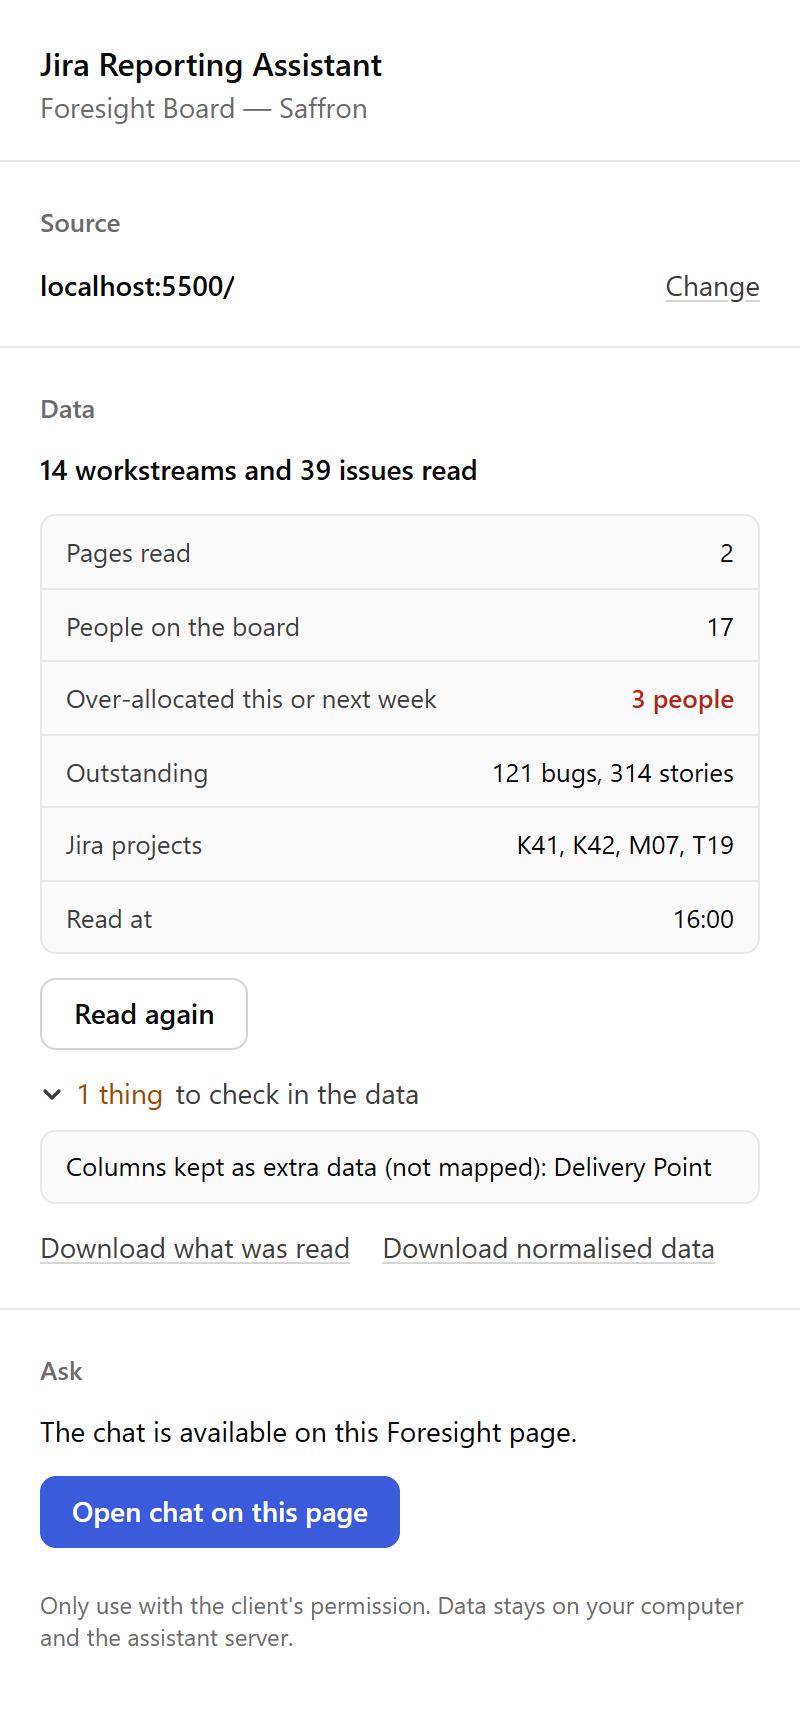 Jira Reporting Assistant
Foresight Board — Saffron
Source
localhost:5500/ Change
Data
14 workstreams and 39 issues read
Pages read 2
People on the board 17
Over-allocated this or next week 3 people
Outstanding 121 bugs, 314 stories
Jira projects K41, K42, M07, T19
Read at 16:00
Read again
1 thing to check in the data
Columns kept as extra data (not mapped): Delivery Point
Download what was read Download normalised data
Ask
The chat is available on this Foresight page.
Open chat on this page
Only use with the client's permission. Data stays on your computer
and the assistant server.